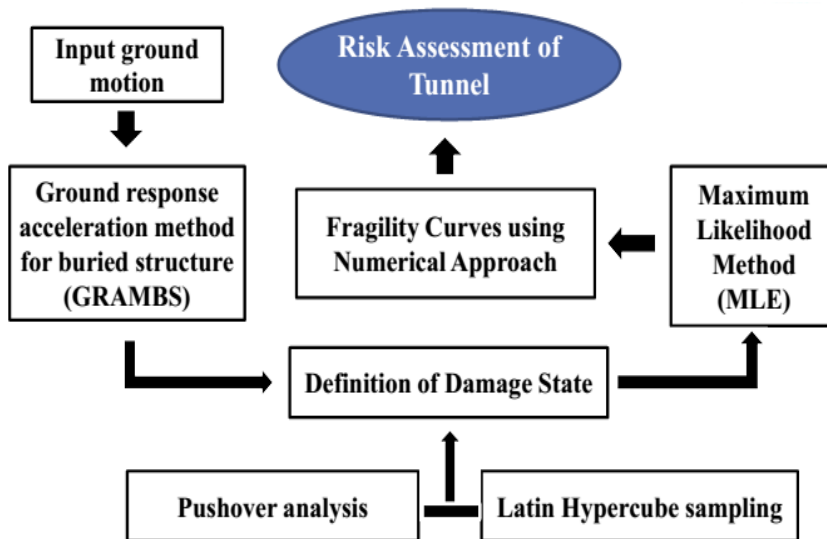 Input ground
motion
Risk Assessment of
Tunnel
Ground response
acceleration method
for buried structure
(GRAMBS)
Fragility Curves using
Numerical Approach
Maximum
Likelihood
Method
(MLE)
Definition of Damage State
Pushover analysis
Latin Hypercube sampling